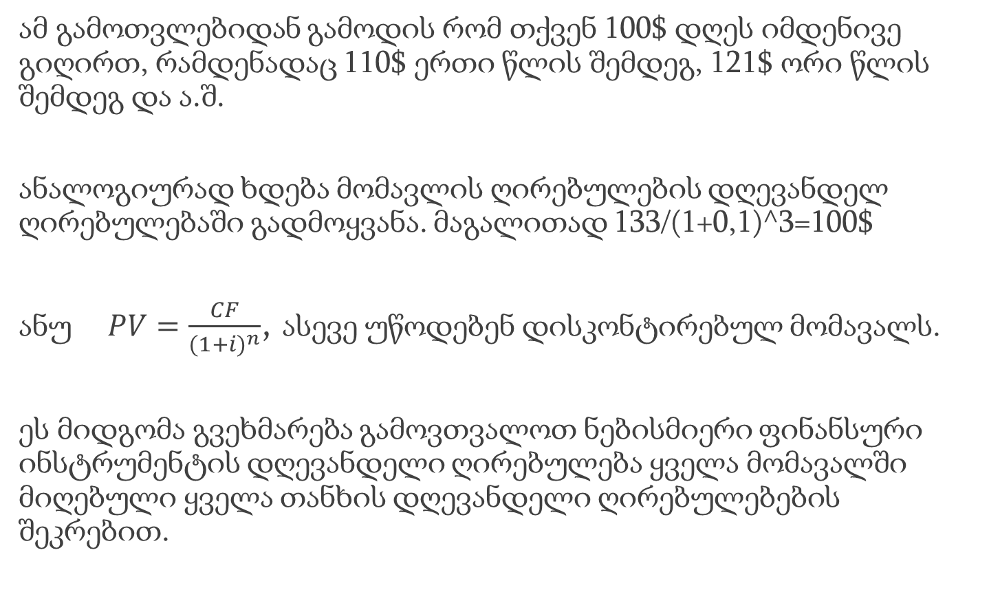 ამ გამოთვლებიდან გამოდის რომ თქვენ 100$ დღეს იმდენივე
გიღირთ, რამდენადაც 110$ ერთი წლის შემდეგ, 121$ ორი წლის
შემდეგ და ა.შ.
ანალოგიურად ხდება მომავლის ღირებულების დღევანდელ
ღირებულებაში გადმოყვანა. მაგალითად 133/(1+0,1)^3=100$
ანუ PV = CF/(1+i)^n, ასევე უწოდებენ დისკონტირებულ მომავალს.
ეს მიდგომა გვეხმარება გამოვთვალოთ ნებისმიერი ფინანსური
ინსტრუმენტის დღევანდელი ღირებულება ყველა მომავალში
მიღებული ყველა თანხის დღევანდელი ღირებულებების
შეკრებით.